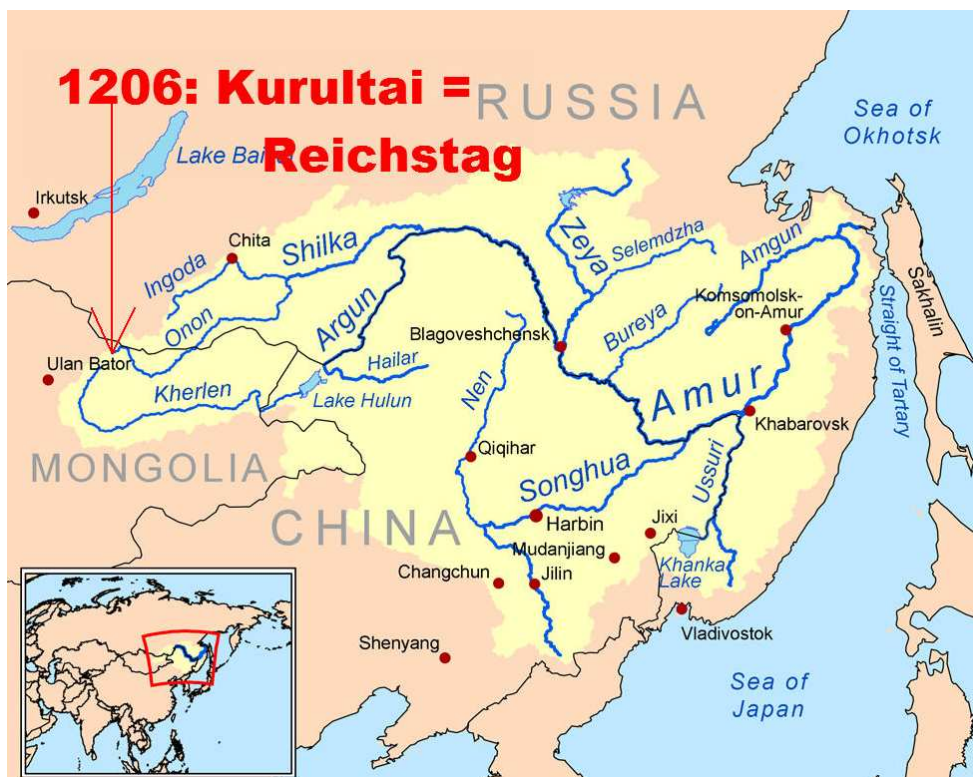 1206: Kurultai =
Reichstag
RUSSIA
Sea of
Okhotsk
Lake Bai
Irkutsk
Chita
Ingoda
Shilka
Onon
Argun
Zeya
Selemdzha
Amgun
Bureya
Komsomolsk-
on-Amur
Sakhalin
Straight of Tartary
Ulan Bator
Kherlen
Hailar
Lake Hulun
Blagoveshchensk
Nen
Amur
Khabarovsk
MONGOLIA
Qiqihar
Songhua
Ussuri
CHINA
Harbin
Jixi
Mudanjiang
Khanka
Lake
Changchun
Jilin
Vladivostok
Shenyang
Sea of
Japan